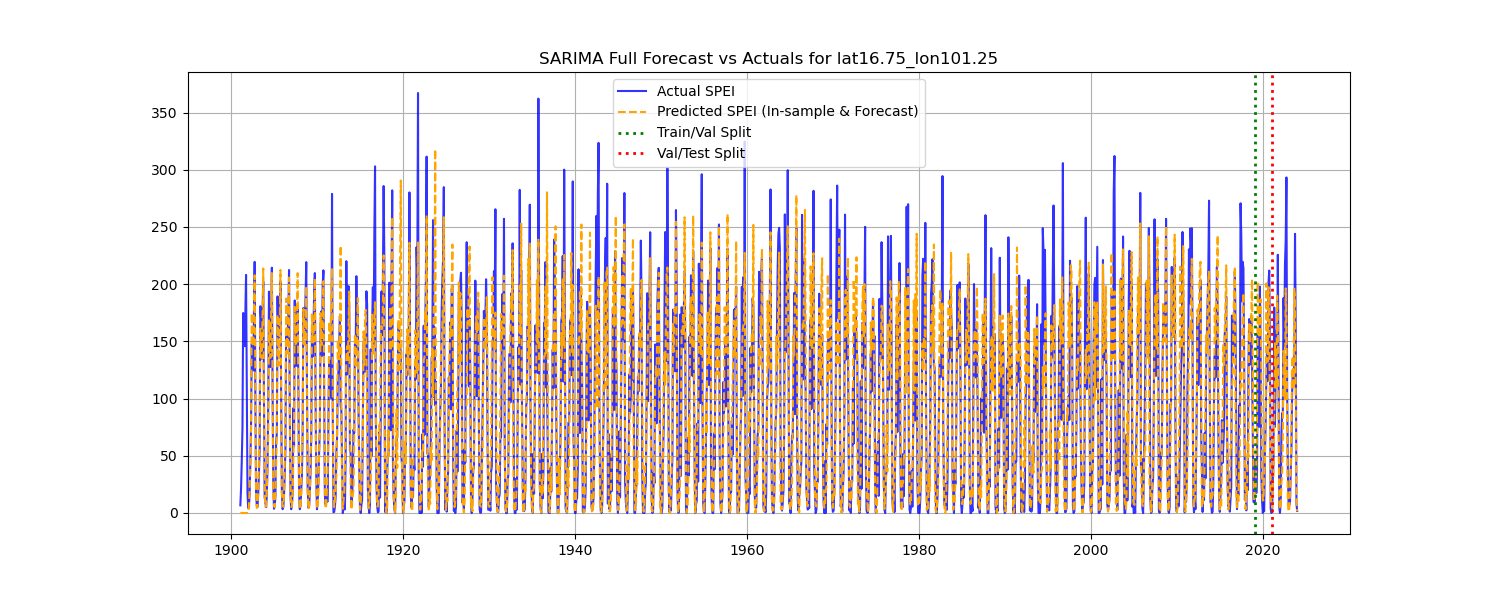 SARIMA Full Forecast vs Actuals for lat16.75_lon101.25
Actual SPEI
Predicted SPEI (In-sample & Forecast)
Train/Val Split
Val/Test Split
350
300
250
200
150
100
50
0
1900 1920 1940 1960 1980 2000 2020